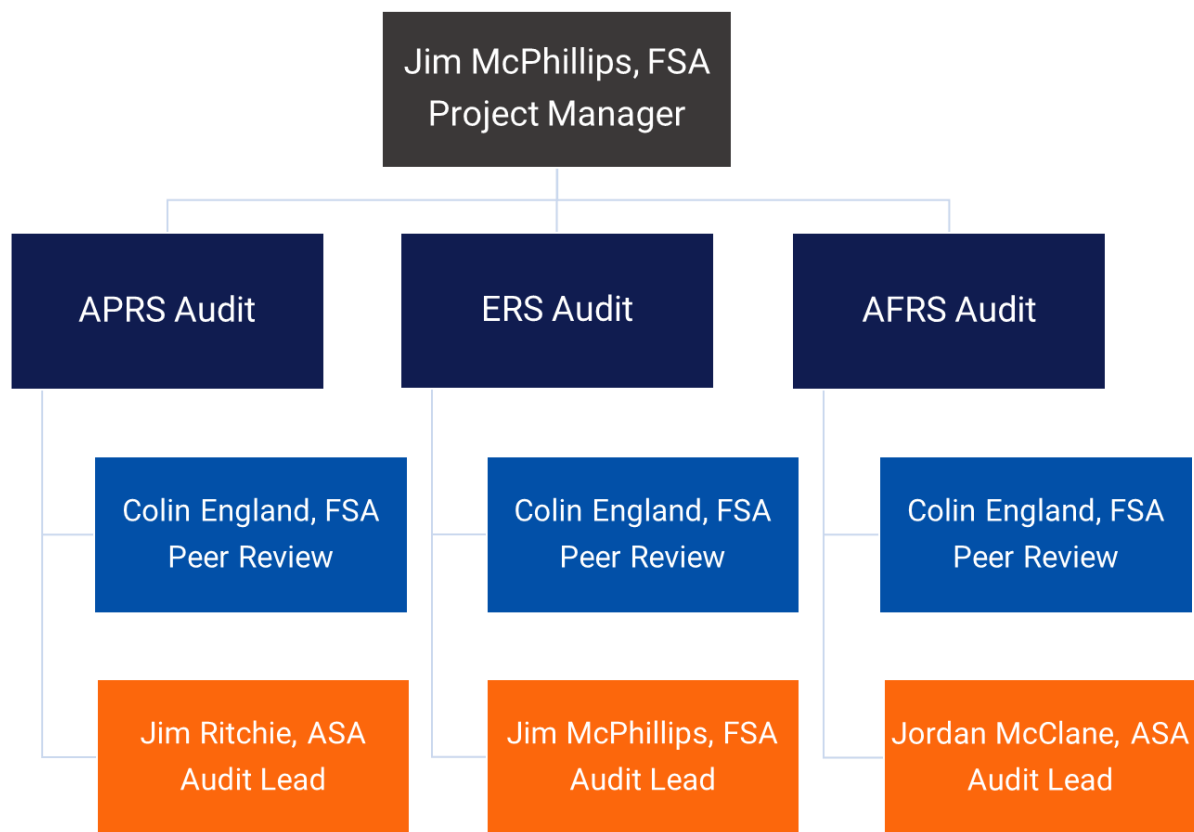 Jim McPhillips, FSA
Project Manager
APRS Audit
ERS Audit
AFRS Audit
Colin England, FSA
Peer Review
Colin England, FSA
Peer Review
Colin England, FSA
Peer Review
Jim Ritchie, ASA
Audit Lead
Jim McPhillips, FSA
Audit Lead
Jordan McClane, ASA
Audit Lead